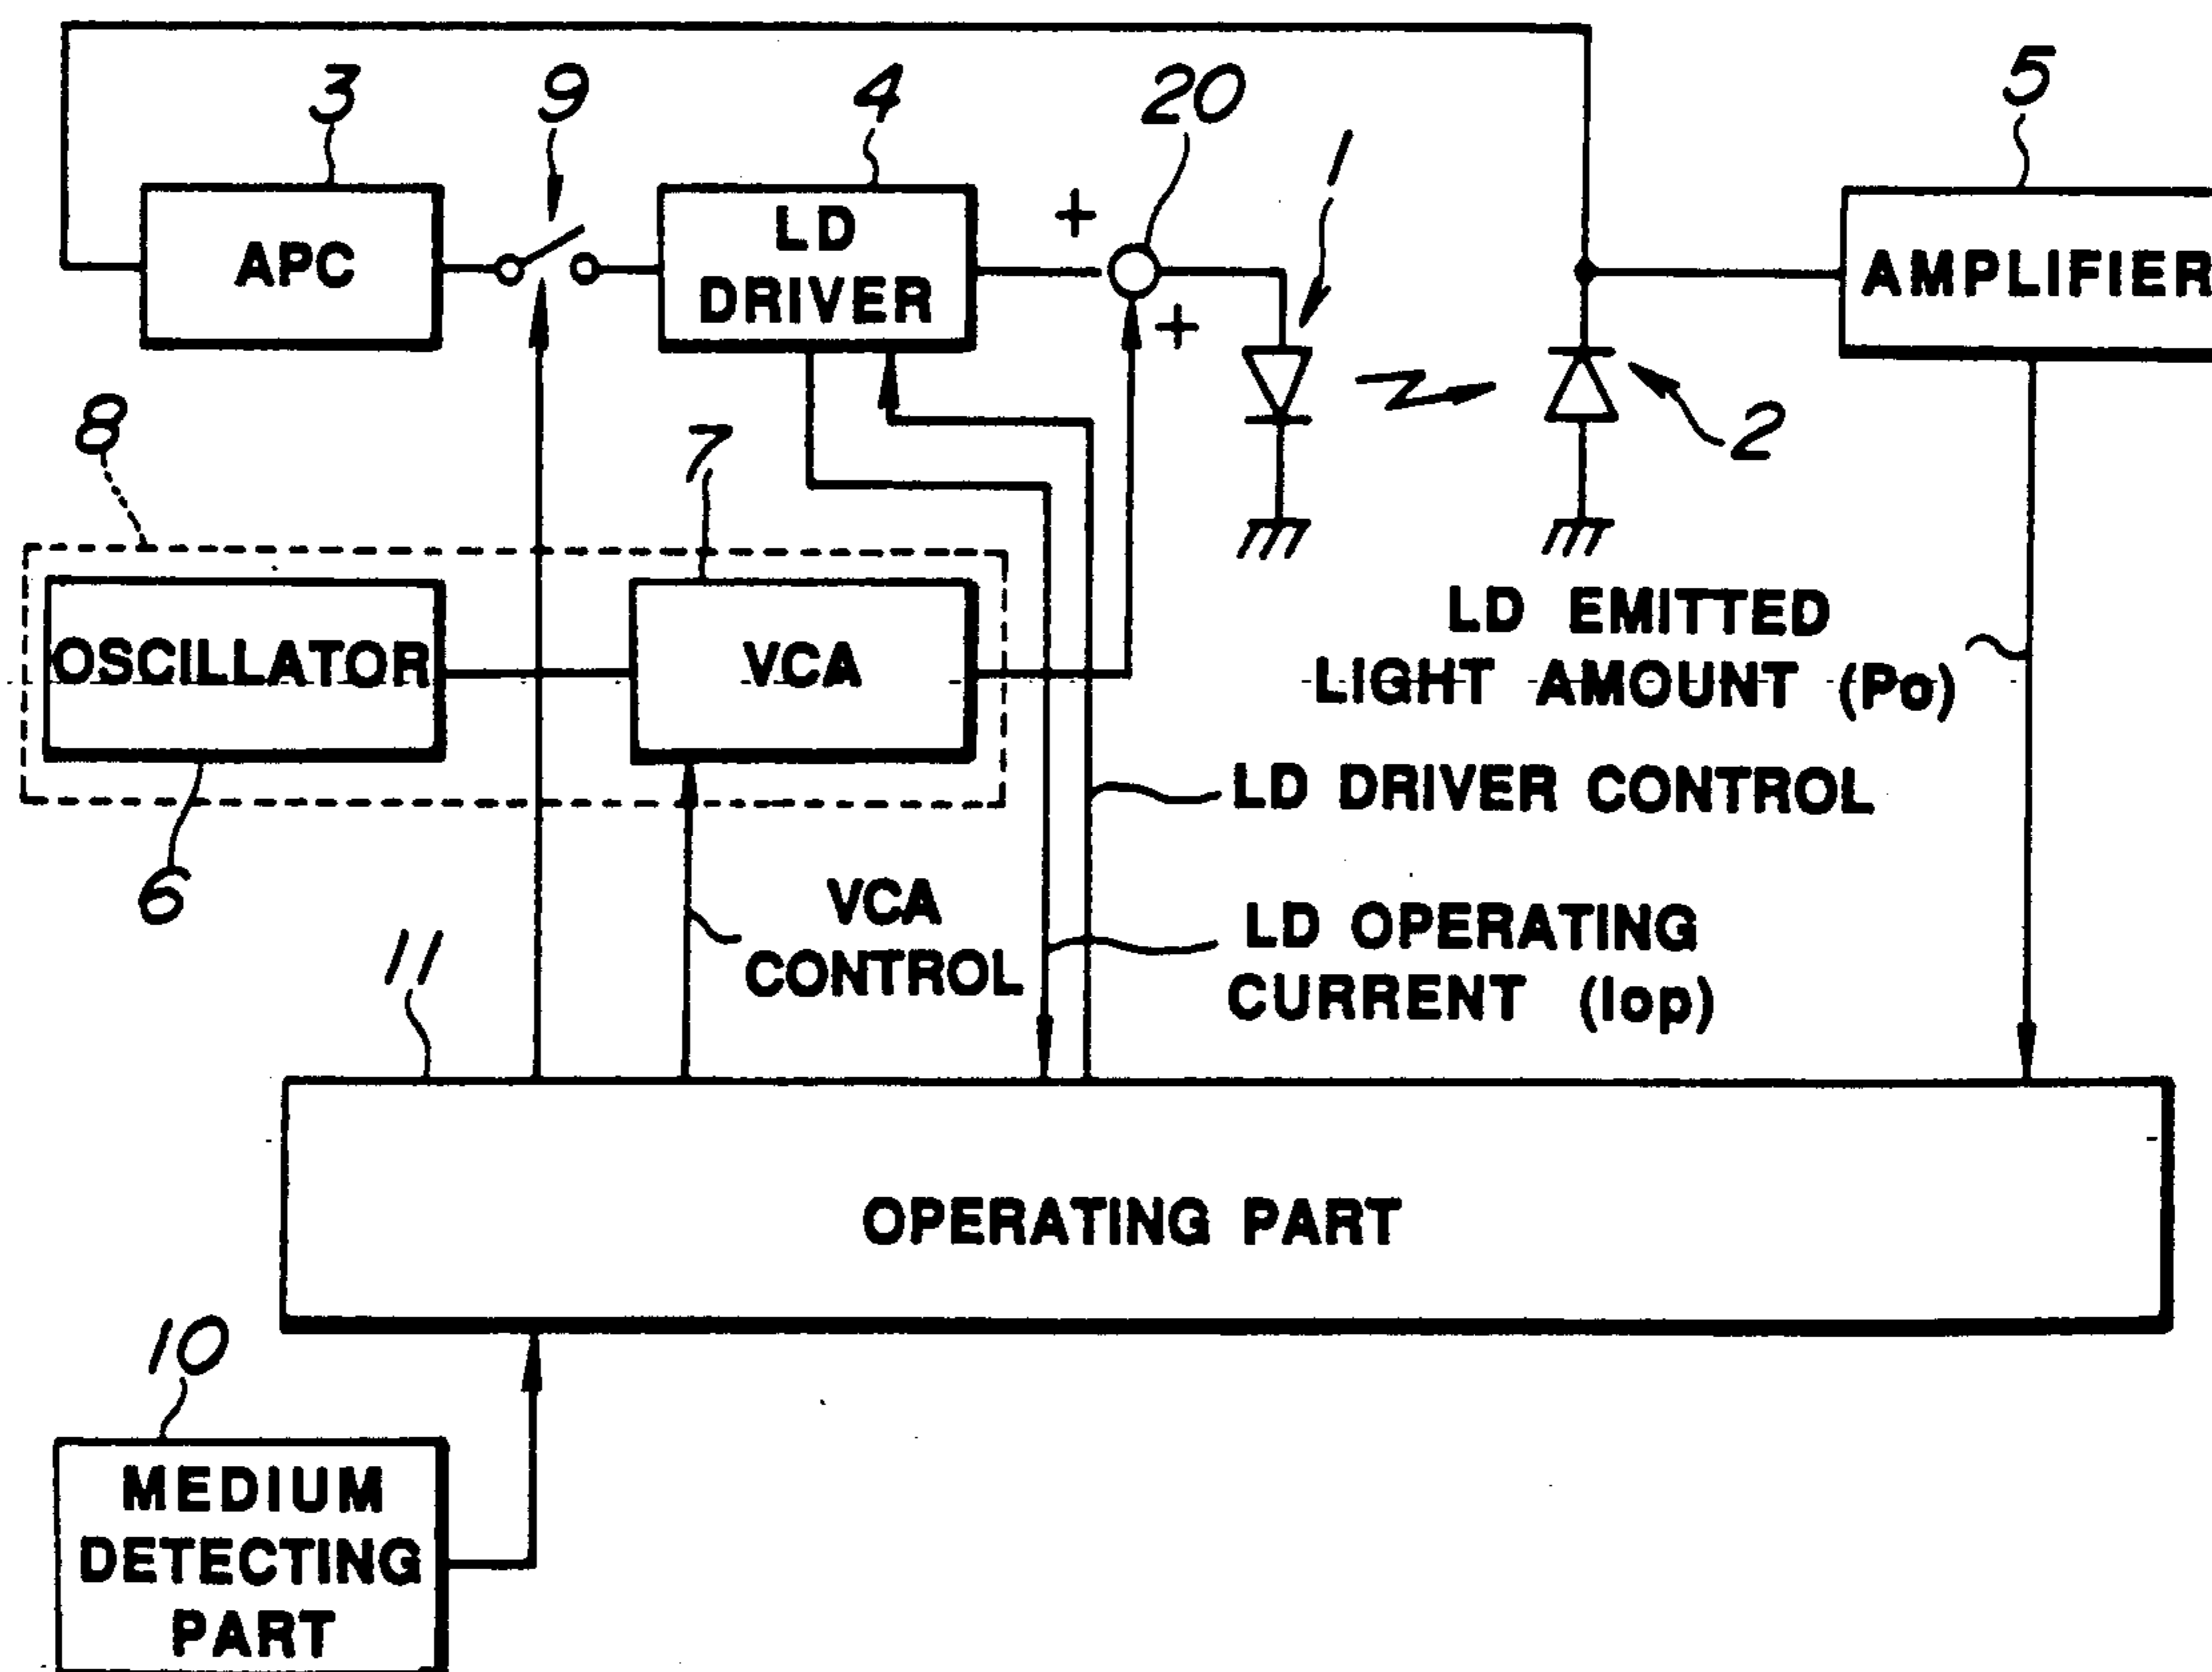 3
9
4
20
1
5
APC
LD
DRIVER
+
+
AMPLIFIER
2
8
7
OSCILLATOR
VCA
LD EMITTED
LIGHT AMOUNT (Po)
LD DRIVER CONTROL
6
VCA
CONTROL
LD OPERATING
CURRENT (Iop)
11
OPERATING PART
10
MEDIUM
DETECTING
PART